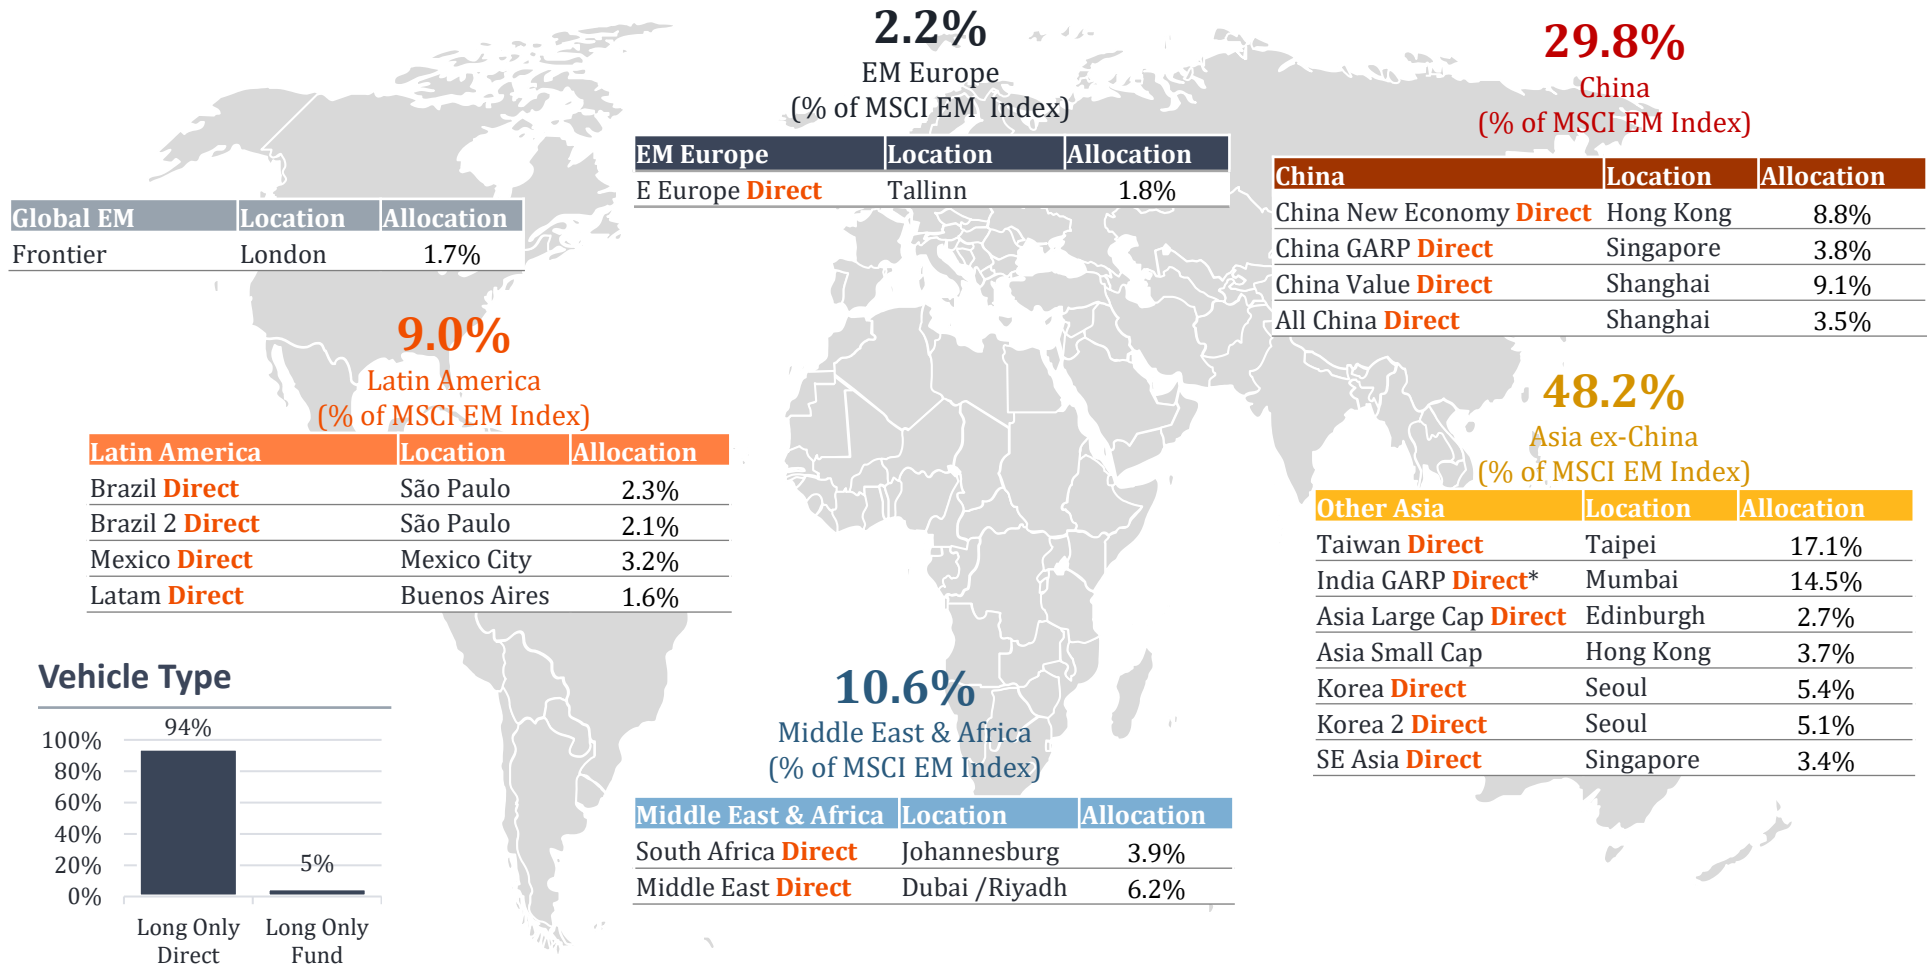 2.2%
EM Europe
(% of MSCI EM Index)
EM Europe Location Allocation
E Europe Direct Tallinn 1.8%
29.8%
China
(% of MSCI EM Index)
China Location Allocation
China New Economy Direct Hong Kong 8.8%
China GARP Direct Singapore 3.8%
China Value Direct Shanghai 9.1%
All China Direct Shanghai 3.5%
Global EM Location Allocation
Frontier London 1.7%
9.0%
Latin America
(% of MSCI EM Index)
Latin America Location Allocation
Brazil Direct São Paulo 2.3%
Brazil 2 Direct São Paulo 2.1%
Mexico Direct Mexico City 3.2%
Latam Direct Buenos Aires 1.6%
48.2%
Asia ex-China
(% of MSCI EM Index)
Other Asia Location Allocation
Taiwan Direct Taipei 17.1%
India GARP Direct* Mumbai 14.5%
Asia Large Cap Direct Edinburgh 2.7%
Asia Small Cap Hong Kong 3.7%
Korea Direct Seoul 5.4%
Korea 2 Direct Seoul 5.1%
SE Asia Direct Singapore 3.4%
10.6%
Middle East & Africa
(% of MSCI EM Index)
Middle East & Africa Location Allocation
South Africa Direct Johannesburg 3.9%
Middle East Direct Dubai /Riyadh 6.2%
Vehicle Type
94%
100%
80%
60%
40%
5%
20%
0%
Long Only Long Only
Direct Fund